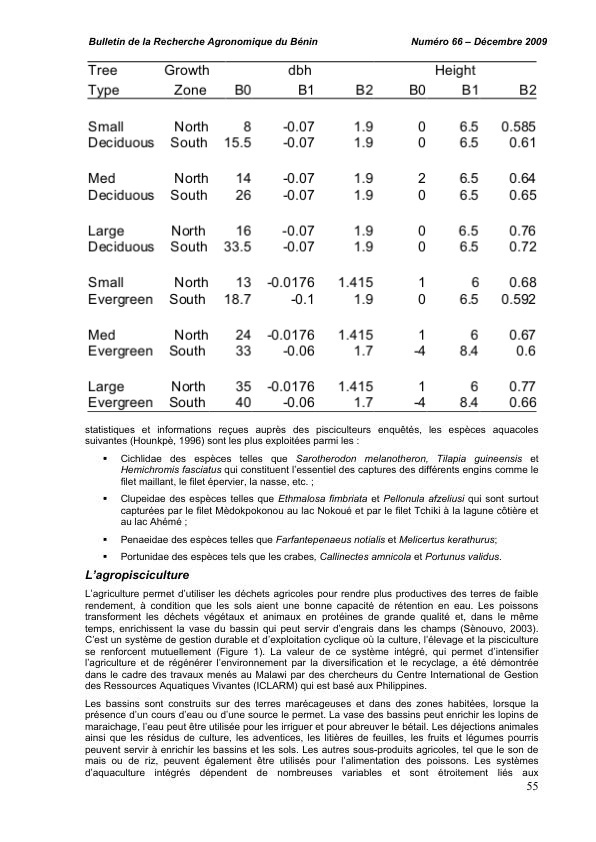 Bulletin de la Recherche Agronomique du Bénin Numéro 66 – Décembre 2009
Tree Growth dbh Height
Type Zone B0 B1 B2 B0 B1 B2
Small North 8 -0.07 1.9 0 6.5 0.585
Deciduous South 15.5 -0.07 1.9 0 6.5 0.61
Med North 14 -0.07 1.9 2 6.5 0.64
Deciduous South 26 -0.07 1.9 0 6.5 0.65
Large North 16 -0.07 1.9 0 6.5 0.76
Deciduous South 33.5 -0.07 1.9 0 6.5 0.72
Small North 13 -0.0176 1.415 1 6 0.68
Evergreen South 18.7 -0.1 1.9 0 6.5 0.592
Med North 24 -0.0176 1.415 1 6 0.67
Evergreen South 33 -0.06 1.7 -4 8.4 0.6
Large North 35 -0.0176 1.415 1 6 0.77
Evergreen South 40 -0.06 1.7 -4 8.4 0.66
statistiques et informations reçues auprès des pisciculteurs enquêtés, les espèces aquacoles
suivantes (Hounkpè, 1996) sont les plus exploitées parmi les :
▪ Cichlidae des espèces telles que Sarotherodon melanotheron, Tilapia guineensis et
Hemichromis fasciatus qui constituent l'essentiel des captures des différents engins comme le
filet maillant, le filet épervier, la nasse, etc. ;
▪ Clupeidae des espèces telles que Ethmalosa fimbriata et Pellonula afzeliusi qui sont surtout
capturées par le filet Mèdokpokonou au lac Nokoué et par le filet Tchiki à la lagune côtière et
au lac Ahémé ;
▪ Penaeidae des espèces telles que Farfantepenaeus notialis et Melicertus kerathurus;
▪ Portunidae des espèces tels que les crabes, Callinectes amnicola et Portunus validus.
L'agropisciculture
L'agriculture permet d'utiliser les déchets agricoles pour rendre plus productives des terres de faible
rendement, à condition que les sols aient une bonne capacité de rétention en eau. Les poissons
transforment les déchets végétaux et animaux en protéines de grande qualité et, dans le même
temps, enrichissent la vase du bassin qui peut servir d'engrais dans les champs (Sènouvo, 2003).
C'est un système de gestion durable et d'exploitation cyclique où la culture, l'élevage et la pisciculture
se renforcent mutuellement (Figure 1). La valeur de ce système intégré, qui permet d'intensifier
l'agriculture et de régénérer l'environnement par la diversification et le recyclage, a été démontrée
dans le cadre des travaux menés au Malawi par des chercheurs du Centre International de Gestion
des Ressources Aquatiques Vivantes (ICLARM) qui est basé aux Philippines.
Les bassins sont construits sur des terres marécageuses et dans des zones habitées, lorsque la
présence d'un cours d'eau ou d'une source le permet. La vase des bassins peut enrichir les lopins de
maraichage, l'eau peut être utilisée pour les irriguer et pour abreuver le bétail. Les déjections animales
ainsi que les résidus de culture, les adventices, les litières de feuilles, les fruits et légumes pourris
peuvent servir à enrichir les bassins et les sols. Les autres sous-produits agricoles, tel que le son de
mais ou de riz, peuvent également être utilisés pour l'alimentation des poissons. Les systèmes
d'aquaculture intégrés dépendent de nombreuses variables et sont étroitement liés aux
55